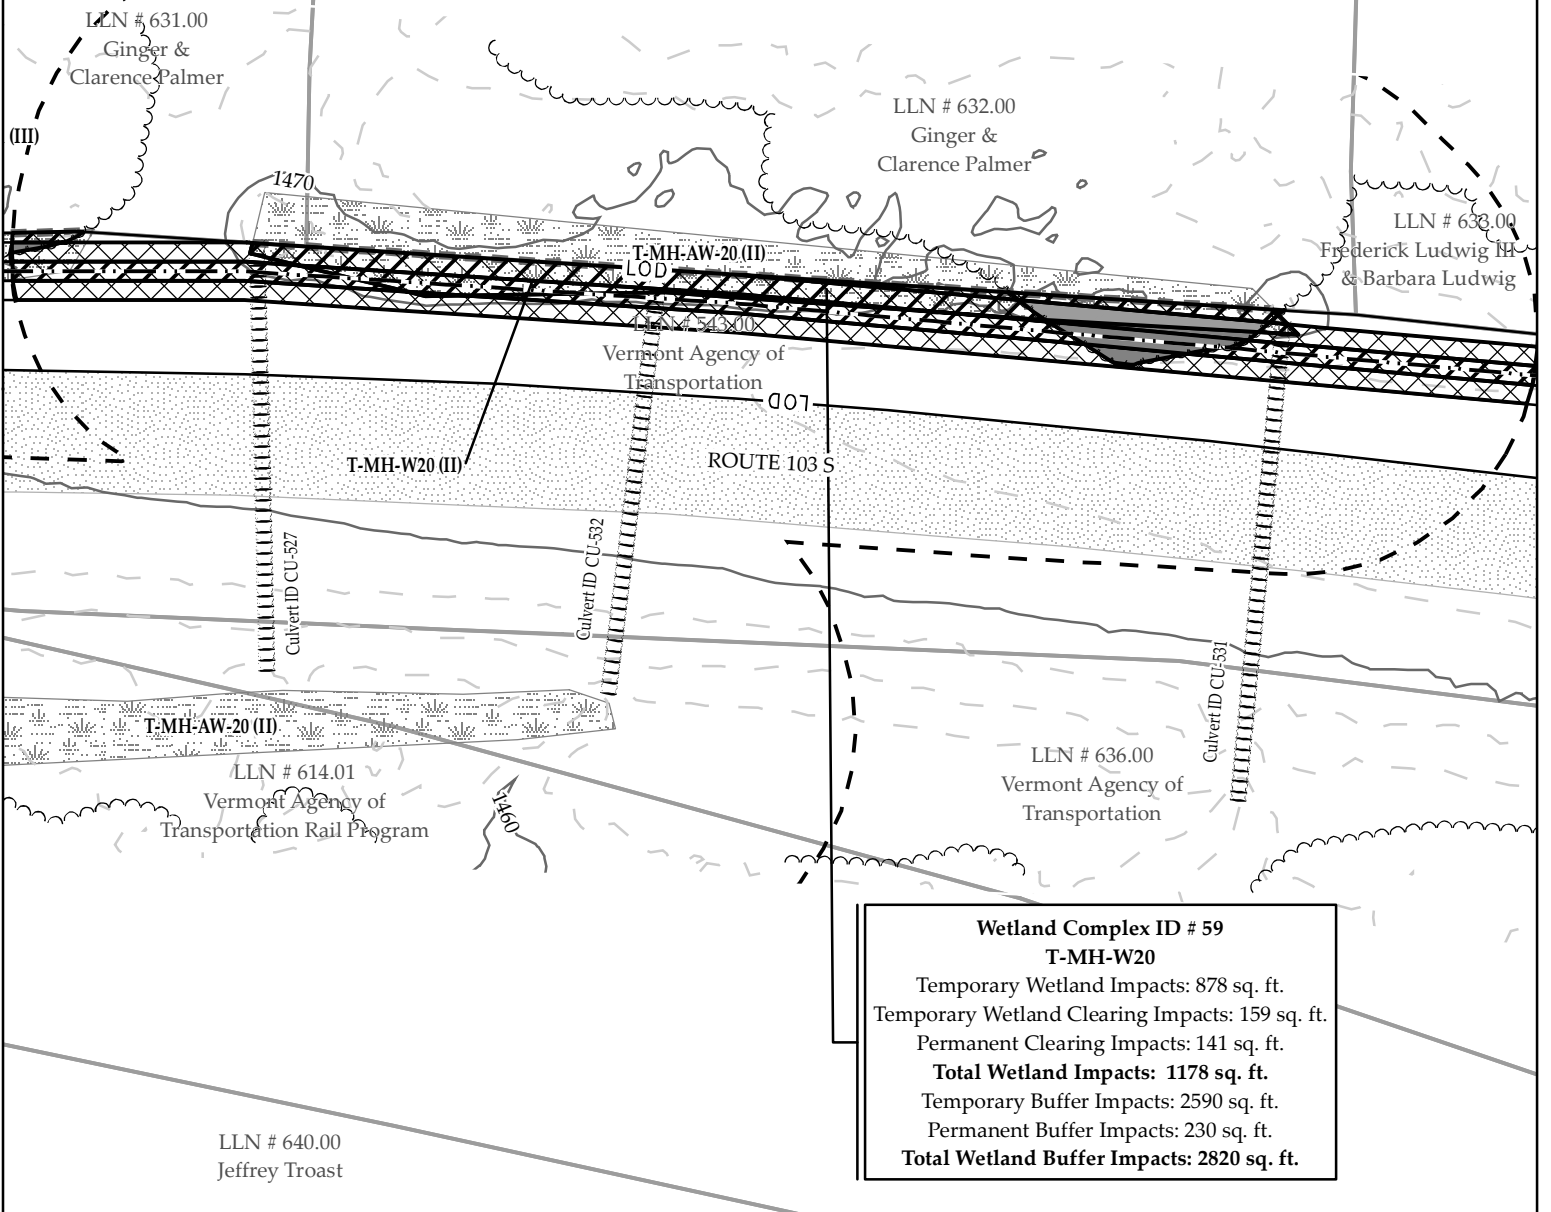 LLN # 631.00
Ginger &
Clarence Palmer
(III)
LLN # 632.00
Ginger &
Clarence Palmer
1470
LLN # 633.00
Frederick Ludwig III
& Barbara Ludwig
T-MH-AW-20 (II)
LOD
LLN # 543.00
Vermont Agency of
Transportation
LOD
T-MH-W20 (II)
ROUTE 103 S
Culvert ID CU-527
Culvert ID CU-532
Culvert ID CU-531
T-MH-AW-20 (II)
LLN # 614.01
Vermont Agency of
Transportation Rail Program
1460
LLN # 636.00
Vermont Agency of
Transportation
Wetland Complex ID # 59
T-MH-W20
Temporary Wetland Impacts: 878 sq. ft.
Temporary Wetland Clearing Impacts: 159 sq. ft.
Permanent Clearing Impacts: 141 sq. ft.
Total Wetland Impacts:  1178 sq. ft.
Temporary Buffer Impacts: 2590 sq. ft.
Permanent Buffer Impacts: 230 sq. ft.
Total Wetland Buffer Impacts: 2820 sq. ft.
LLN # 640.00
Jeffrey Troast